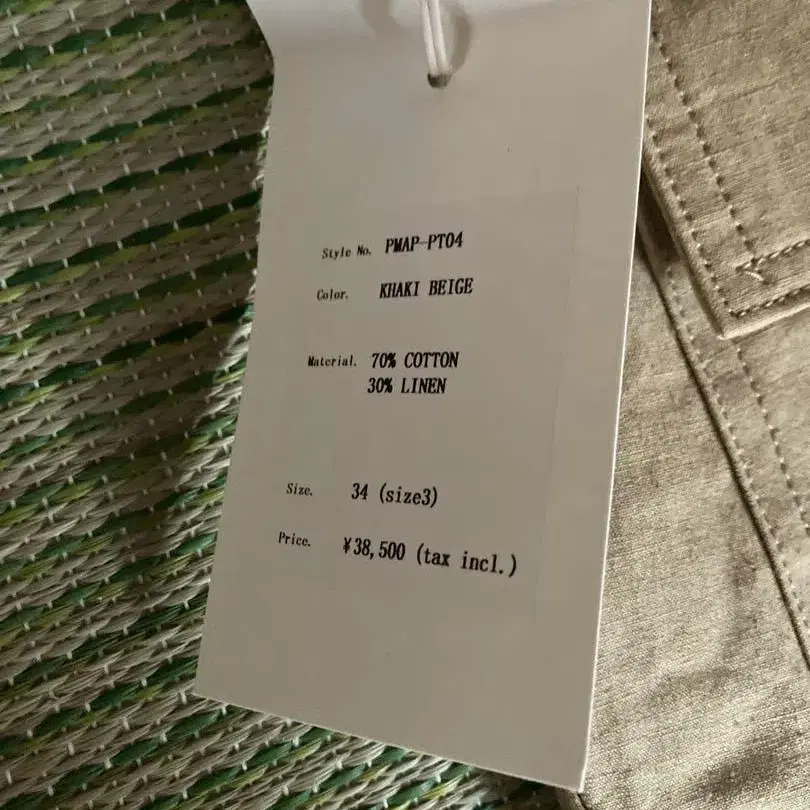 Style No. PMAP-PT04
Color. KHAKI BEIGE
Material. 70% COTTON
30% LINEN
Size. 34 (size3)
Price. ¥38,500 (tax incl.)